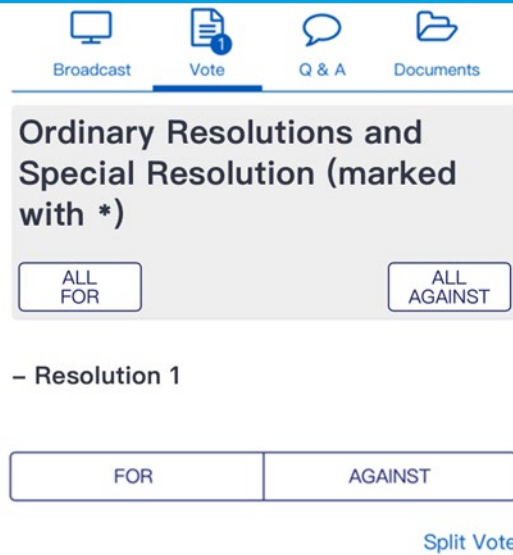 Broadcast
Vote
1
Q & A
Documents
Ordinary Resolutions and
Special Resolution (marked
with *)
ALL
FOR
ALL
AGAINST
– Resolution 1
FOR
AGAINST
Split Vote